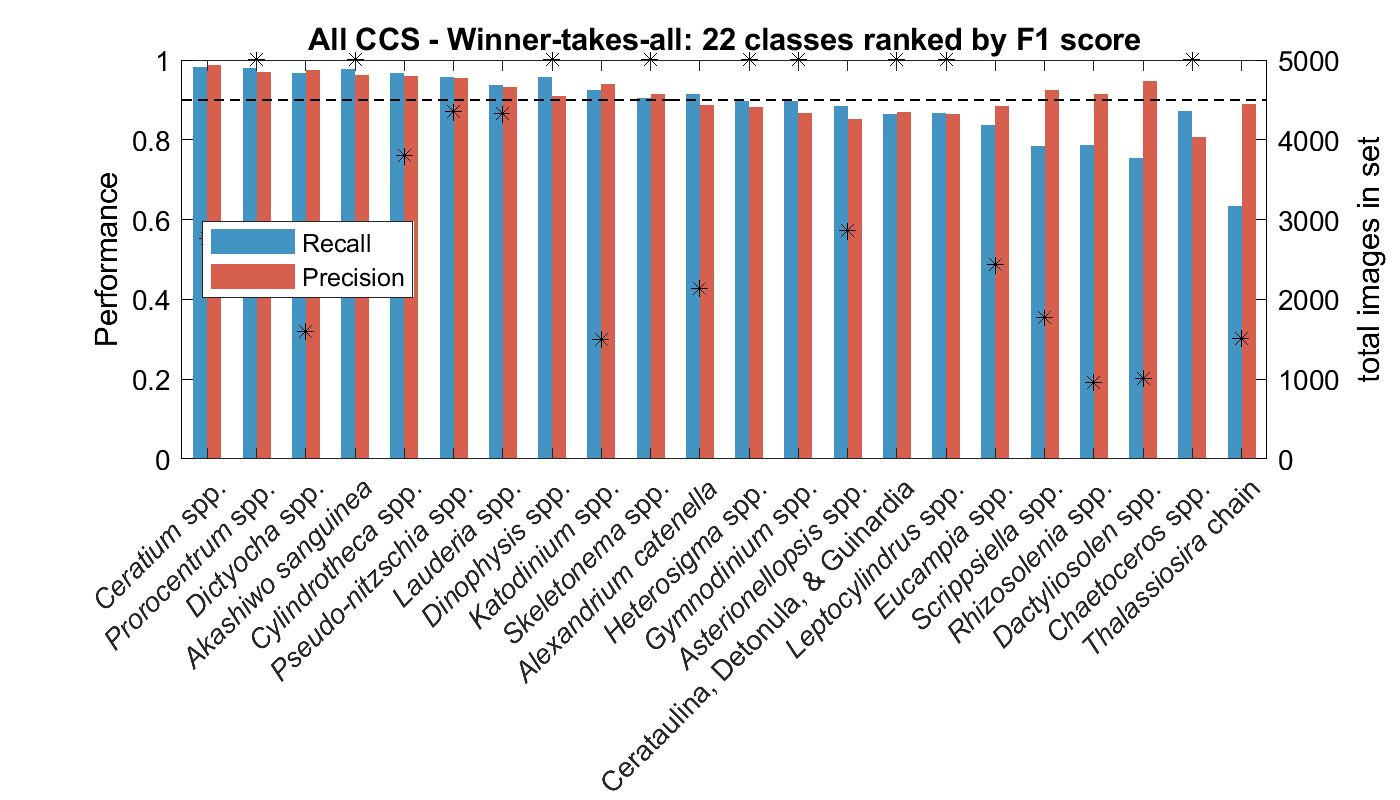 All CCS - Winner-takes-all: 22 classes ranked by F1 score
1
0.8
0.6
0.4
0.2
0
Performance
Recall
Precision
5000
4000
3000
2000
1000
0
total images in set
Ceratium spp.
Prorocentrum spp.
Dictyocha spp.
Akashiwo sanguinea
Cylindrotheca spp.
Pseudo-nitzschia spp.
Lauderia spp.
Dinophysis spp.
Katodinium spp.
Skeletonema spp.
Alexandrium catenella
Heterosigma spp.
Gymnodinium spp.
Asterionellopsis spp.
Cerataulina, Detonula, & Guinardia
Leptocylindrus spp.
Eucampia spp.
Scrippsiella spp.
Rhizosolenia spp.
Dactyliosolen spp.
Chaetoceros spp.
Thalassiosira chain